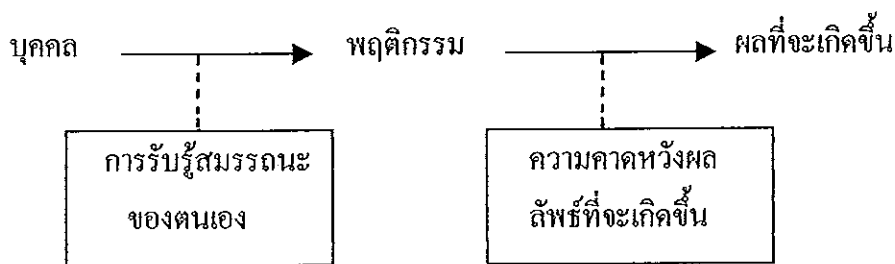 บุคคล พฤติกรรม ผลที่จะเกิดขึ้น
การรับรู้สมรรถนะ
ของตนเอง
ความคาดหวังผล
ลัพธ์ที่จะเกิดขึ้น